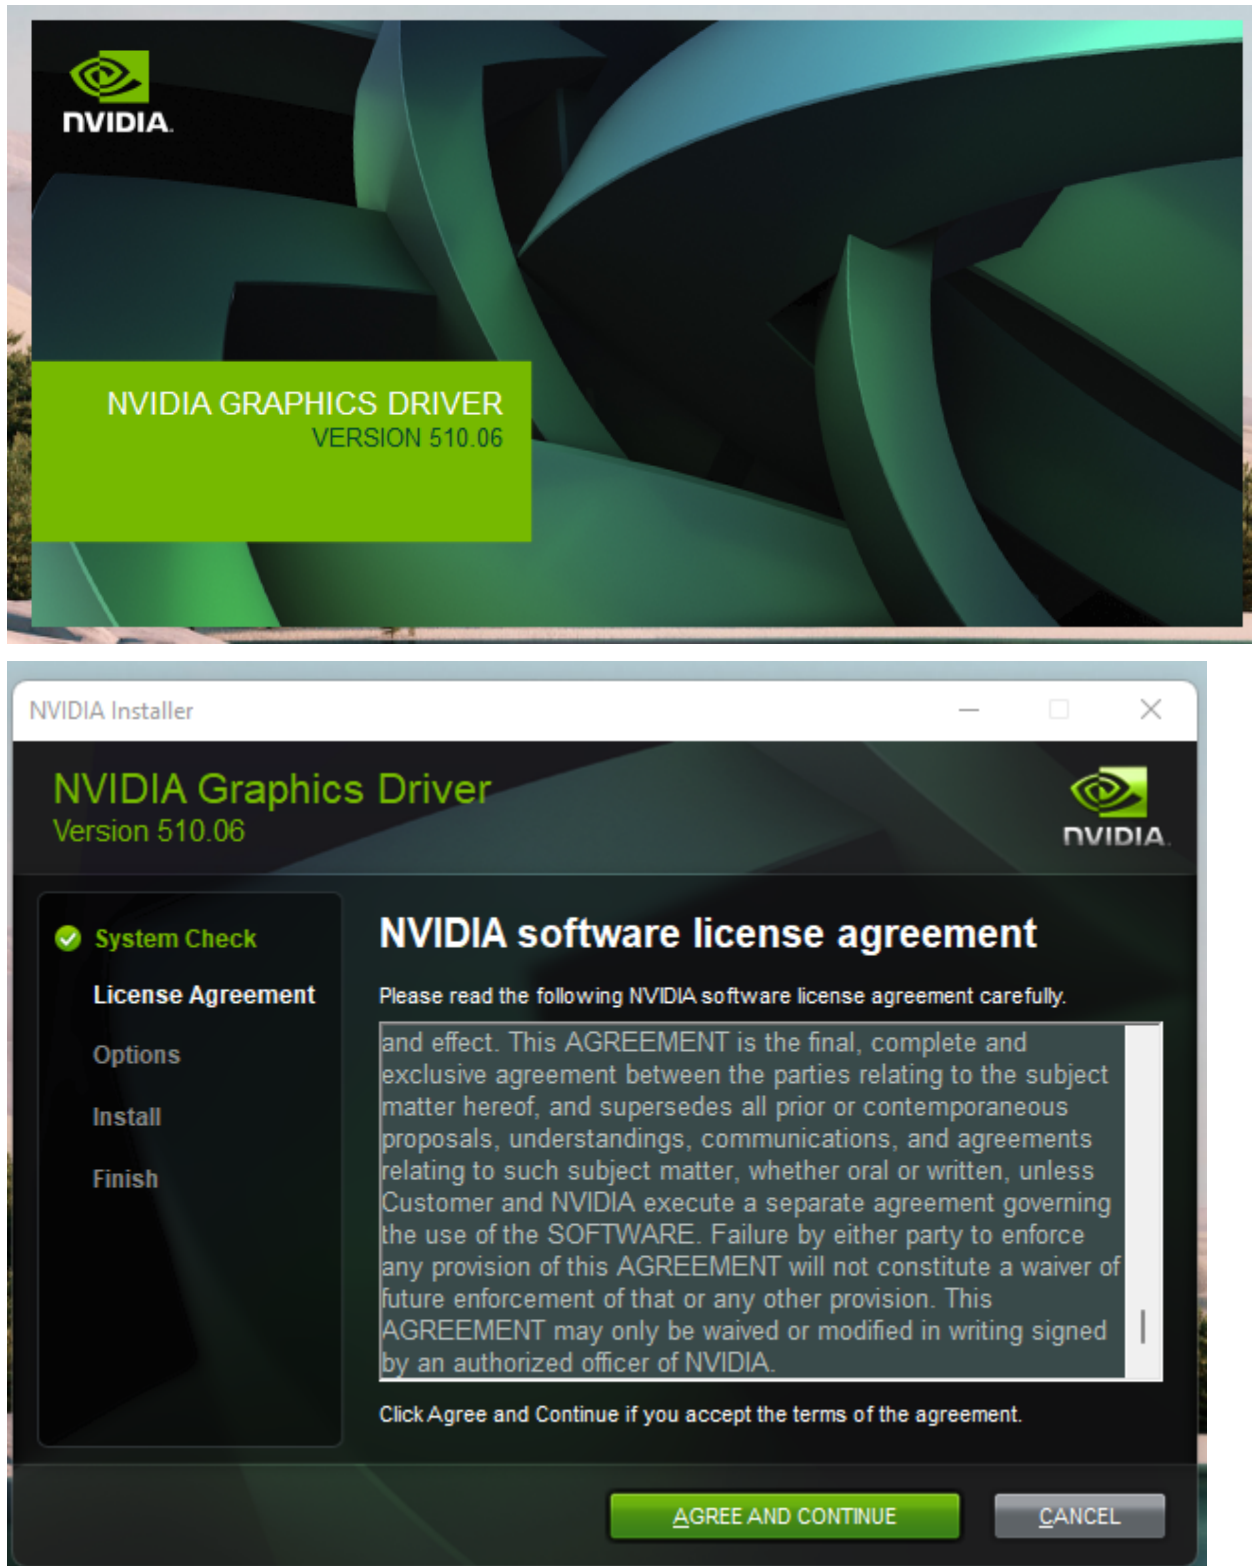 NVIDIA.
NVIDIA GRAPHICS DRIVER
VERSION 510.06
NVIDIA Installer
NVIDIA Graphics Driver
Version 510.06
NVIDIA.
System Check
License Agreement
Options
Install
Finish
NVIDIA software license agreement
Please read the following NVIDIA software license agreement carefully.
and effect. This AGREEMENT is the final, complete and
exclusive agreement between the parties relating to the subject
matter hereof, and supersedes all prior or contemporaneous
proposals, understandings, communications, and agreements
relating to such subject matter, whether oral or written, unless
Customer and NVIDIA execute a separate agreement governing
the use of the SOFTWARE. Failure by either party to enforce
any provision of this AGREEMENT will not constitute a waiver of
future enforcement of that or any other provision. This
AGREEMENT may only be waived or modified in writing signed
by an authorized officer of NVIDIA.
Click Agree and Continue if you accept the terms of the agreement.
AGREE AND CONTINUE
CANCEL